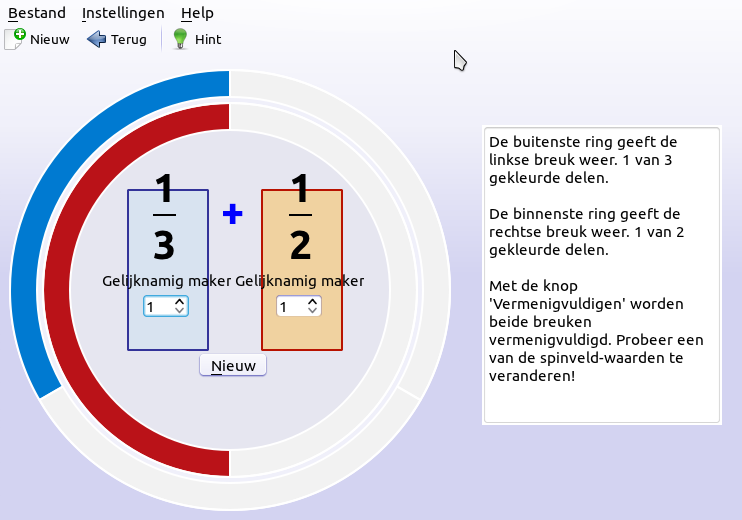 Bestand Instellingen Help
Nieuw Terug Hint
1
3
+
1
2
Gelijknamig maker Gelijknamig maker
1 1
Nieuw
De buitenste ring geeft de
linkse breuk weer. 1 van 3
gekleurde delen.
De binnenste ring geeft de
rechtse breuk weer. 1 van 2
gekleurde delen.
Met de knop
'Vermenigvuldigen' worden
beide breuken
vermenigvuldigd. Probeer een
van de spinveld-waarden te
veranderen!